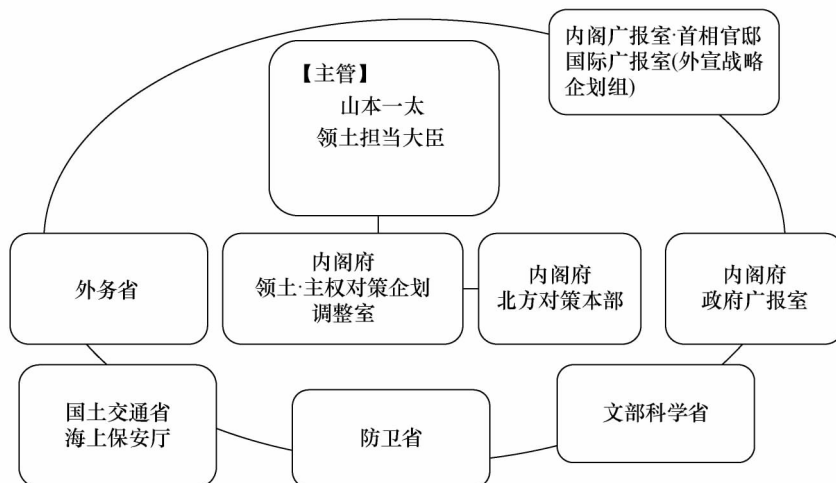 内阁广报室·首相官邸
国际广报室(外宣战略
企划组)
【主管】
山本一太
领土担当大臣
外务省
内阁府
领土·主权对策企划
调整室
内阁府
北方对策本部
内阁府
政府广报室
国土交通省
海上保安厅
防卫省
文部科学省